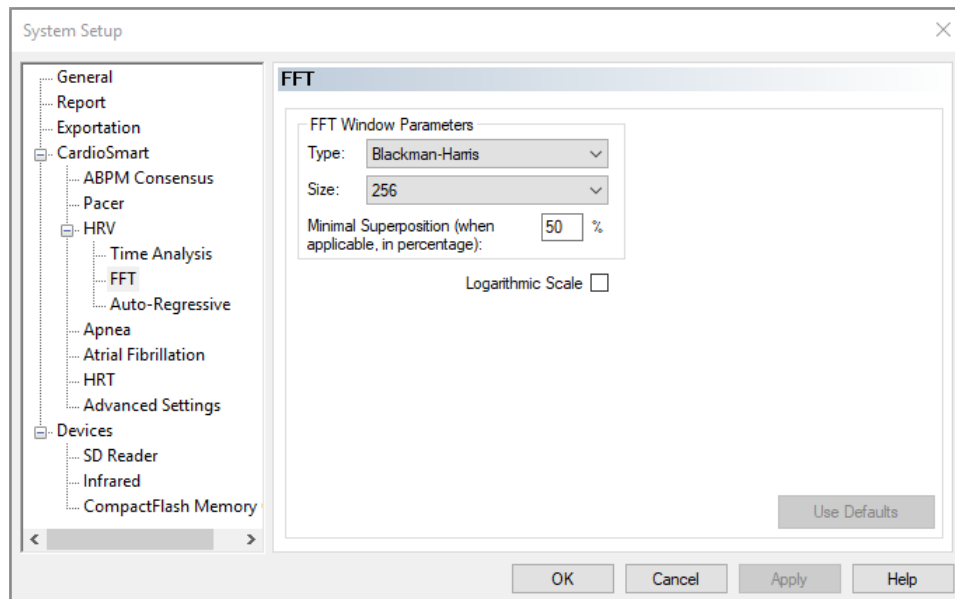 System Setup
General
Report
Exportation
CardioSmart
ABPM Consensus
Pacer
HRV
Time Analysis
FFT
Auto-Regressive
Apnea
Atrial Fibrillation
HRT
Advanced Settings
Devices
SD Reader
Infrared
CompactFlash Memory
FFT
FFT Window Parameters
Type: Blackman-Harris
Size: 256
Minimal Superposition (when
applicable, in percentage): 50 %
Logarithmic Scale
Use Defaults
OK Cancel Apply Help